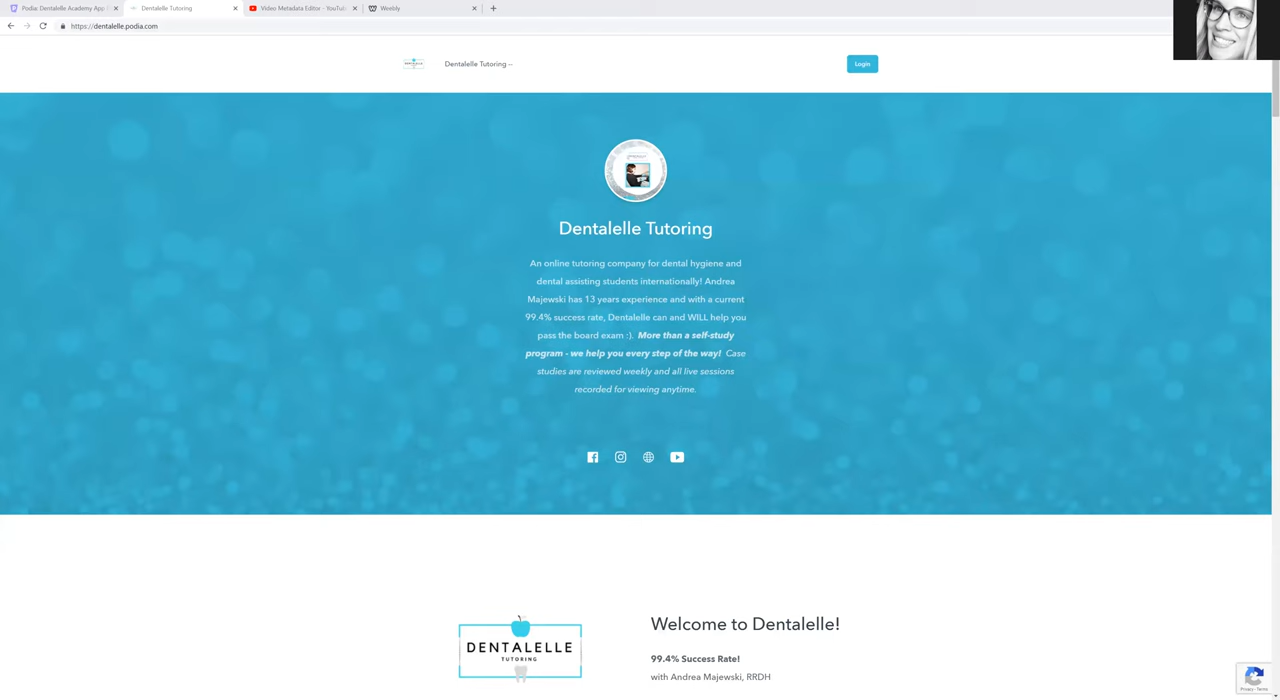 Podia: Dentalelle Academy App
Dentalelle Tutoring
Video Metadata Editor - YouTu
Weebly
https://dentalelle.podia.com
Dentalelle Tutoring --
Login
Dentalelle Tutoring
An online tutoring company for dental hygiene and
dental assisting students internationally! Andrea
Majewski has 13 years experience and with a current
99.4% success rate, Dentalelle can and WILL help you
pass the board exam :). More than a self-study
program - we help you every step of the way! Case
studies are reviewed weekly and all live sessions
recorded for viewing anytime.
DENTALELLE
TUTORING
Welcome to Dentalelle!
99.4% Success Rate!
with Andrea Majewski, RRDH
Privacy - Terms